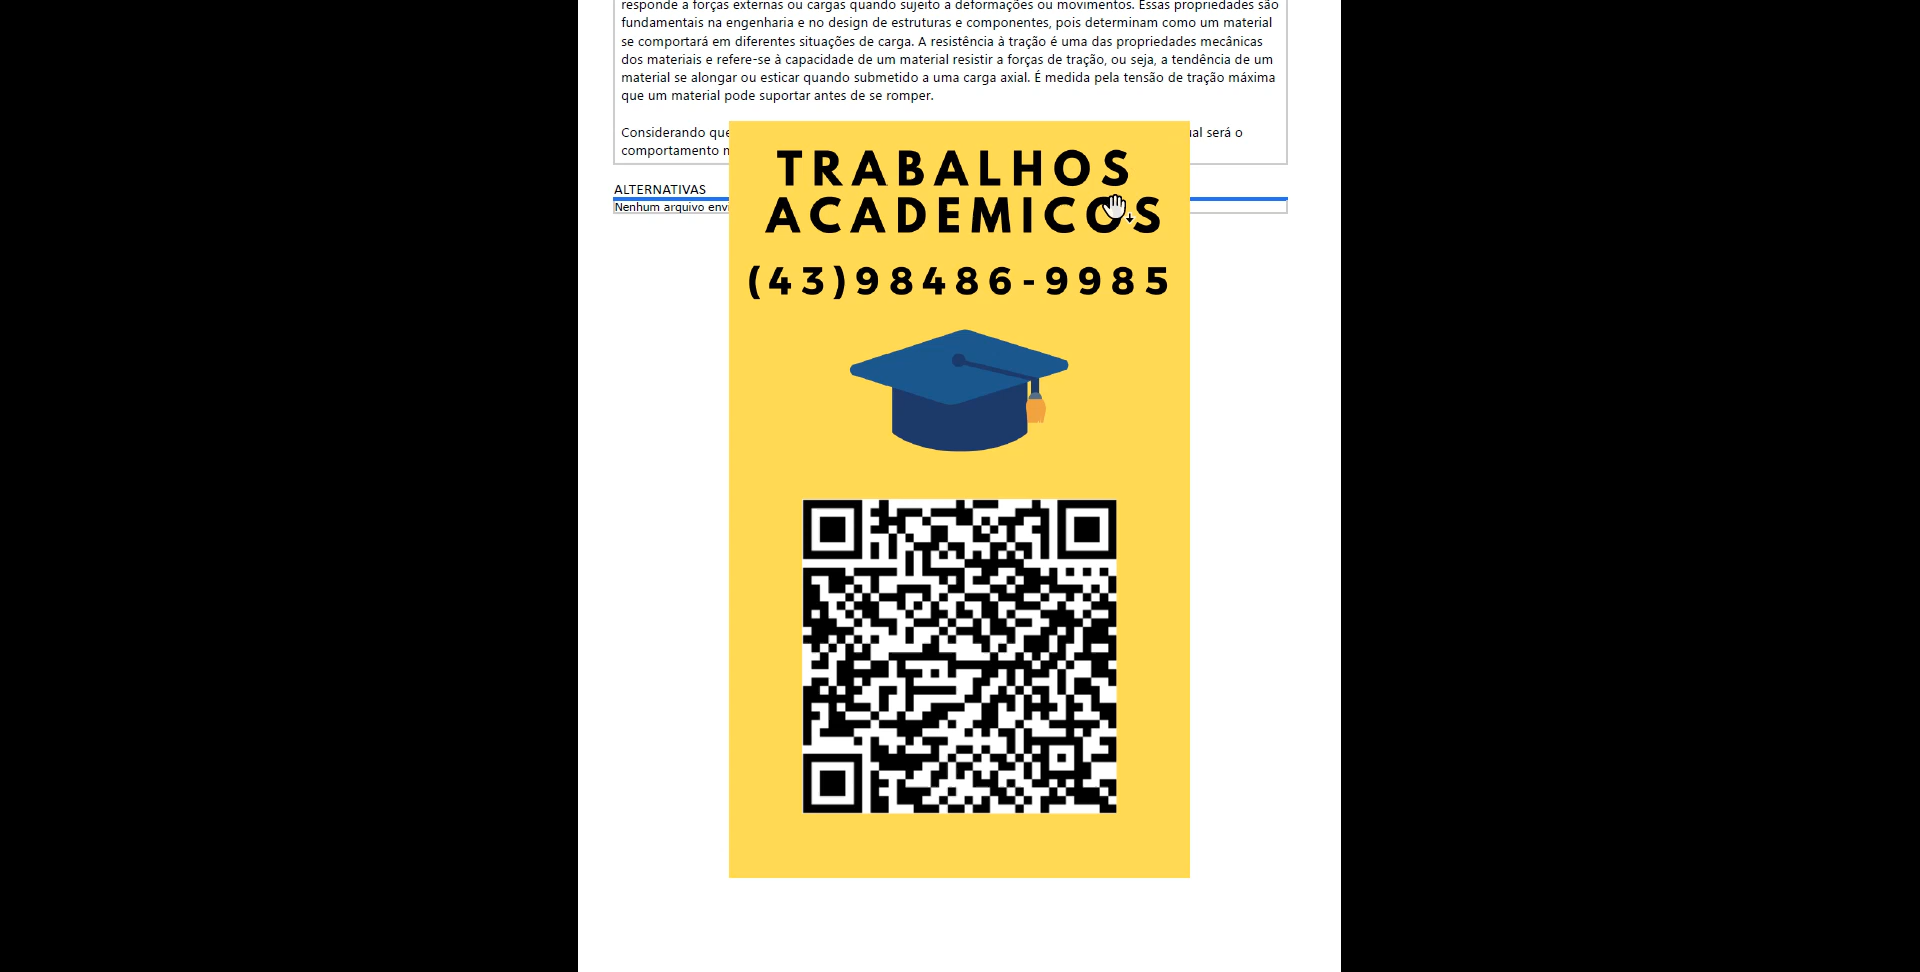 responde a forças externas ou cargas quando sujeito a deformações ou movimentos. Essas propriedades são
fundamentais na engenharia e no design de estruturas e componentes, pois determinam como um material
se comportará em diferentes situações de carga. A resistência à tração é uma das propriedades mecânicas
dos materiais e refere-se à capacidade de um material resistir a forças de tração, ou seja, a tendência de um
material se alongar ou esticar quando submetido a uma carga axial. É medida pela tensão de tração máxima
que um material pode suportar antes de se romper.
Considerando que será o
comportamento
ALTERNATIVAS
Nenhum arquivo
TRABALHOS
ACADEMICOS
(43)98486-9985